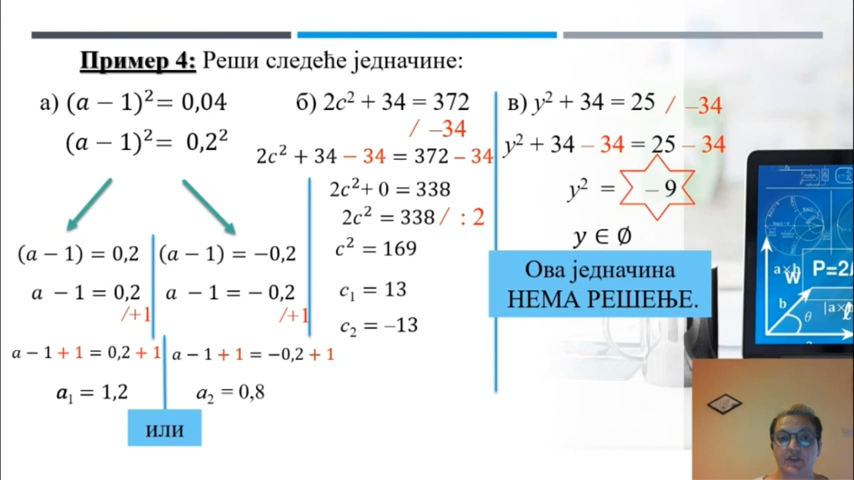 Пример 4: Реши следеће једначине:
а) (a − 1)² = 0,04
(a − 1)² = 0,2²
(a − 1) = 0,2
a − 1 = 0,2
/+1
a − 1 + 1 = 0,2 + 1
a₁ = 1,2
(a − 1) = −0,2
a − 1 = − 0,2
/+1
a − 1 + 1 = −0,2 + 1
a₂ = 0,8
или
б) 2c² + 34 = 372
/ −34
2c² + 34 − 34 = 372 − 34
2c² + 0 = 338
2c² = 338 / : 2
c² = 169
c₁ = 13
c₂ = −13
в) y² + 34 = 25 / −34
y² + 34 − 34 = 25 − 34
y² = − 9
y ∈ ∅
Ова једначина
НЕМА РЕШЕЊЕ.
a×b
W
P=2
b
θ
|a×
a